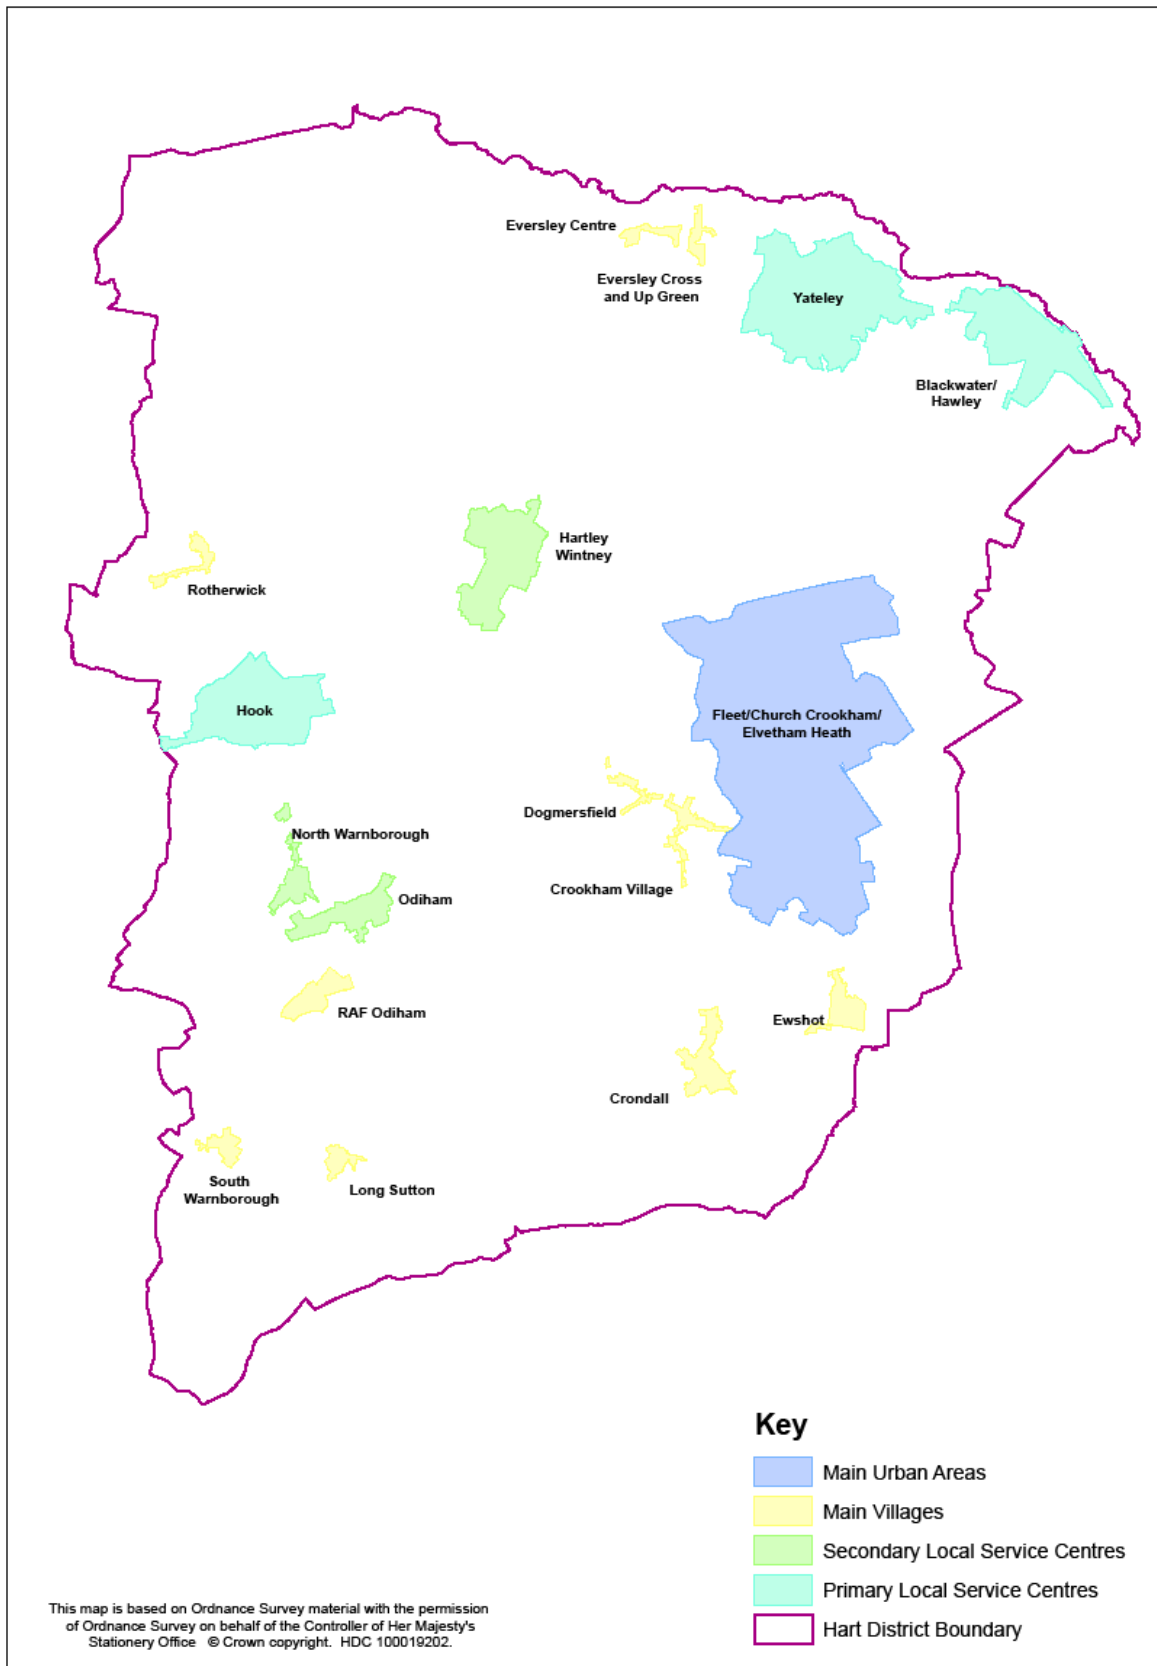 Eversley Centre
Eversley Cross
and Up Green
Yateley
Blackwater/
Hawley
Hartley
Wintney
Rotherwick
Hook
Fleet/Church Crookham/
Elvetham Heath
Dogmersfield
North Warnborough
Crookham Village
Odiham
RAF Odiham
Ewshot
Crondall
South
Warnborough
Long Sutton
Key
Main Urban Areas
Main Villages
Secondary Local Service Centres
Primary Local Service Centres
Hart District Boundary
This map is based on Ordnance Survey material with the permission
of Ordnance Survey on behalf of the Controller of Her Majesty's
Stationery Office © Crown copyright. HDC 100019202.